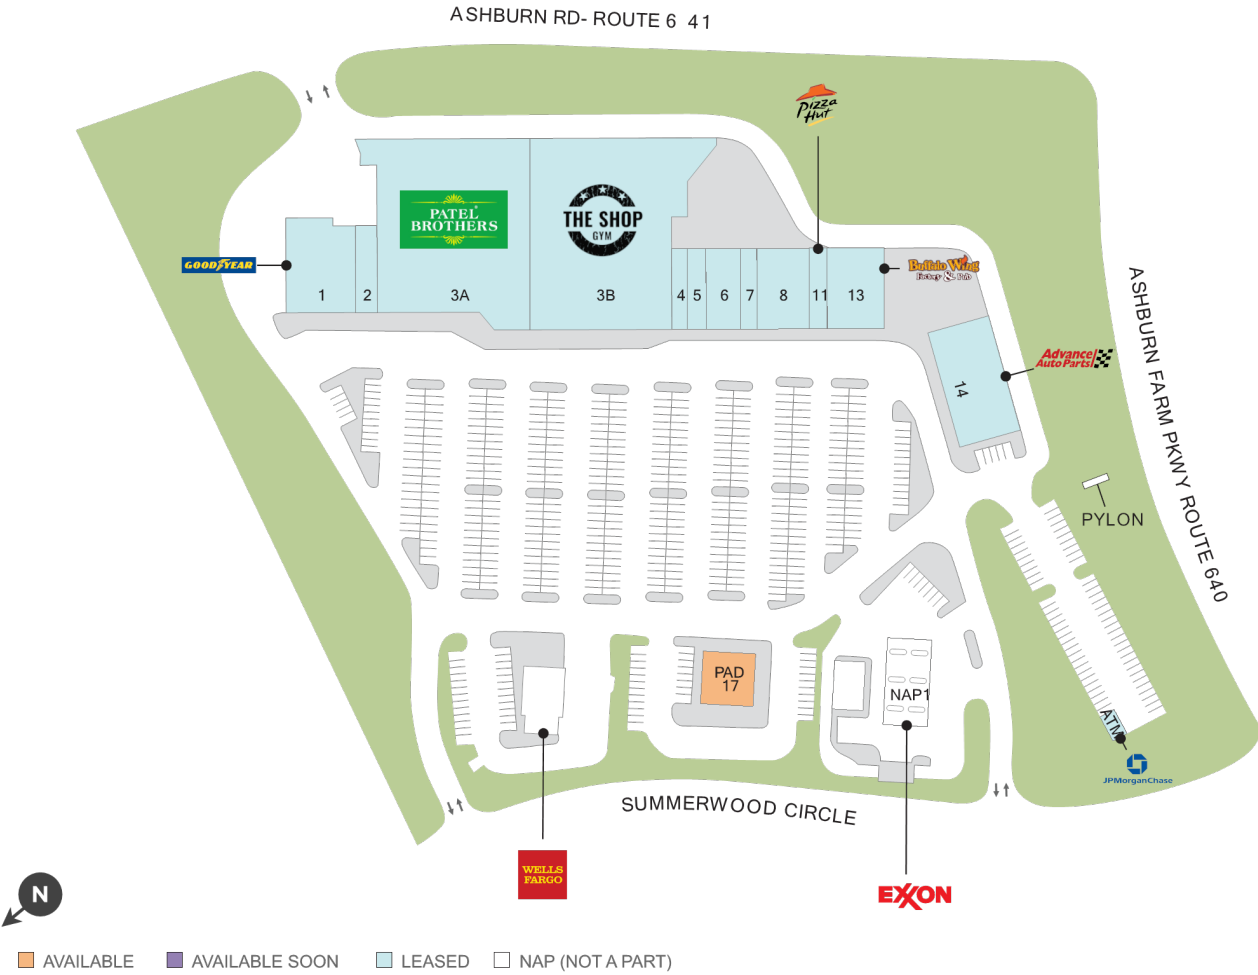 ASHBURN RD- ROUTE 6 41
Pizza
Hut
PATEL
BROTHERS
THE SHOP
GYM
GOODYEAR
Buffalo Wing
Factory & Pub
1
2
3A
3B
4
5
6
7
8
11
13
ASHBURN FARM PKWY ROUTE 640
Advance
Auto Parts
14
PYLON
PAD
17
NAP1
ATM
JPMorganChase
SUMMERWOOD CIRCLE
WELLS
FARGO
EXXON
N
AVAILABLE
AVAILABLE SOON
LEASED
NAP (NOT A PART)